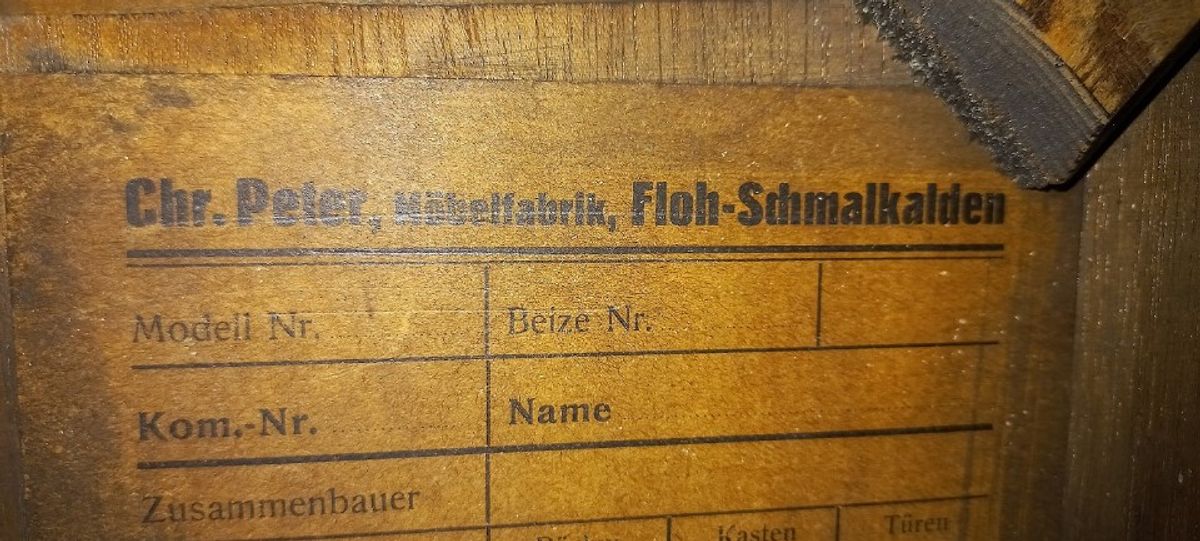 Chr. Peter, Möbelfabrik, Floh-Schmalkalden
Modell Nr. Beize Nr.
Kom.-Nr. Name
Zusammenbauer
Kasten Türen